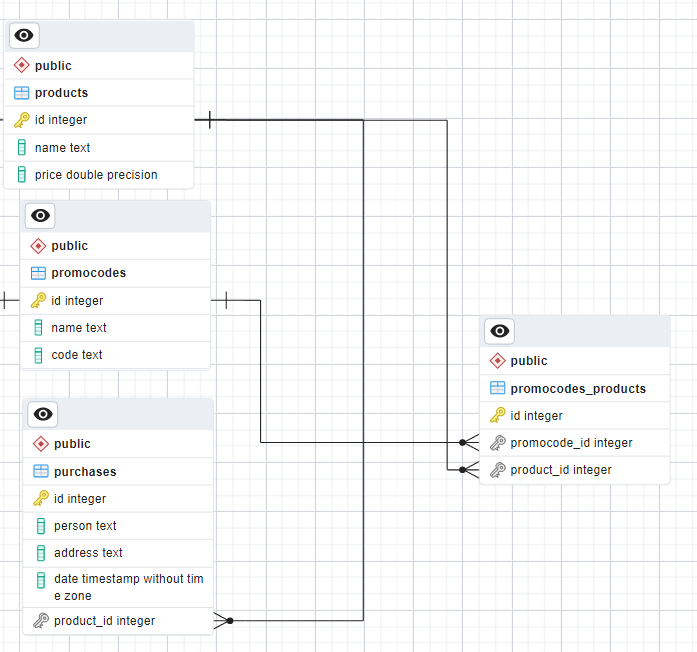 public
products
id integer
name text
price double precision
public
promocodes
id integer
name text
code text
public
purchases
id integer
person text
address text
date timestamp without tim
e zone
product_id integer
public
promocodes_products
id integer
promocode_id integer
product_id integer